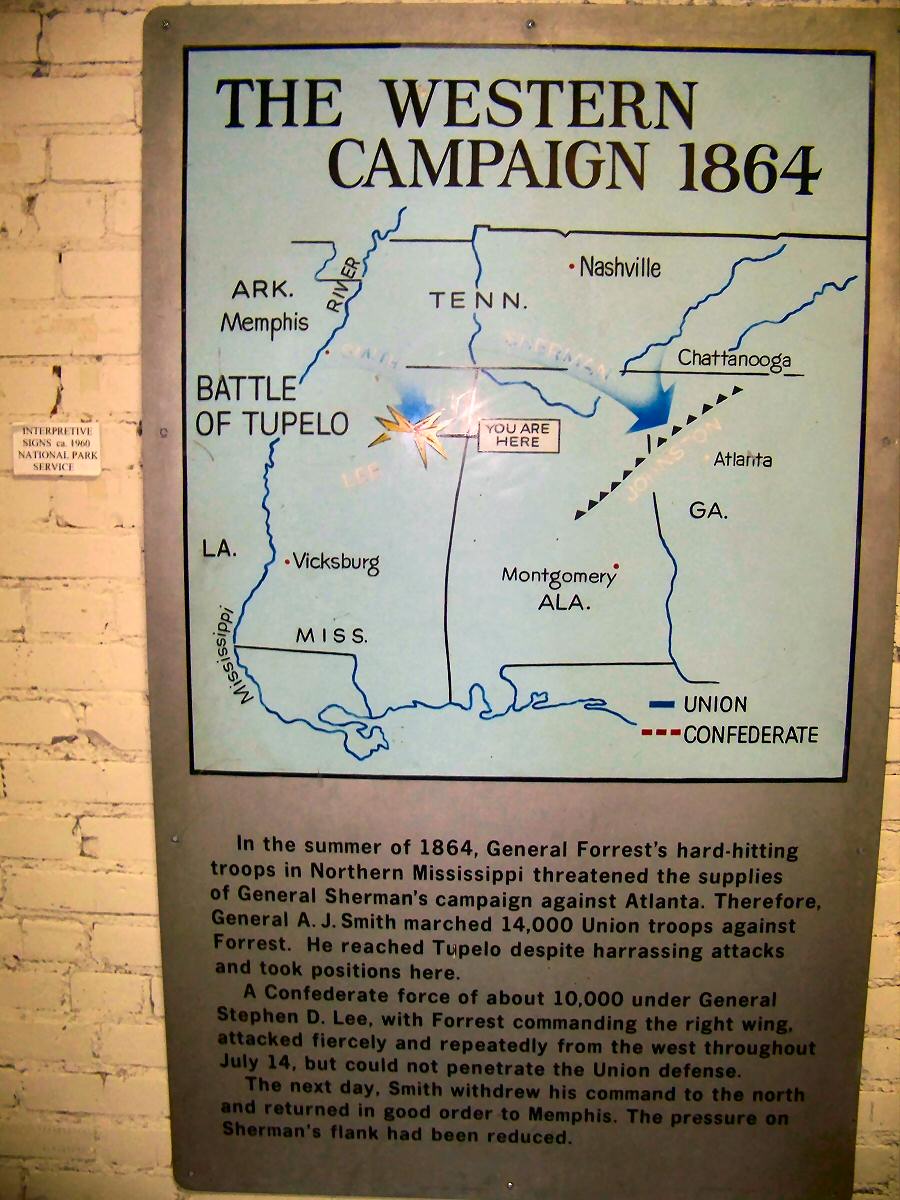 THE WESTERN
CAMPAIGN 1864
ARK.
RIVER
TENN.
Nashville
Memphis
SMITH
SHERMAN
Chattanooga
BATTLE
OF TUPELO
YOU ARE
HERE
LEE
JOHNSTON
Atlanta
GA.
LA.
Vicksburg
Montgomery
ALA.
MISS.
Mississippi
UNION
CONFEDERATE
INTERPRETIVE
SIGNS ca. 1960
NATIONAL PARK
SERVICE
In the summer of 1864, General Forrest's hard-hitting
troops in Northern Mississippi threatened the supplies
of General Sherman's campaign against Atlanta. Therefore,
General A. J. Smith marched 14,000 Union troops against
Forrest. He reached Tupelo despite harrassing attacks
and took positions here.
A Confederate force of about 10,000 under General
Stephen D. Lee, with Forrest commanding the right wing,
attacked fiercely and repeatedly from the west throughout
July 14, but could not penetrate the Union defense.
The next day, Smith withdrew his command to the north
and returned in good order to Memphis. The pressure on
Sherman's flank had been reduced.